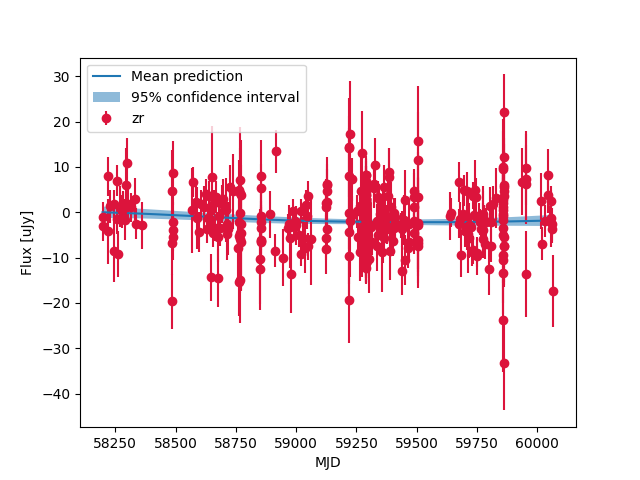 Mean prediction
95% confidence interval
zr
Flux [uJy]
30
20
10
0
−10
−20
−30
−40
58250 58500 58750 59000 59250 59500 59750 60000
MJD